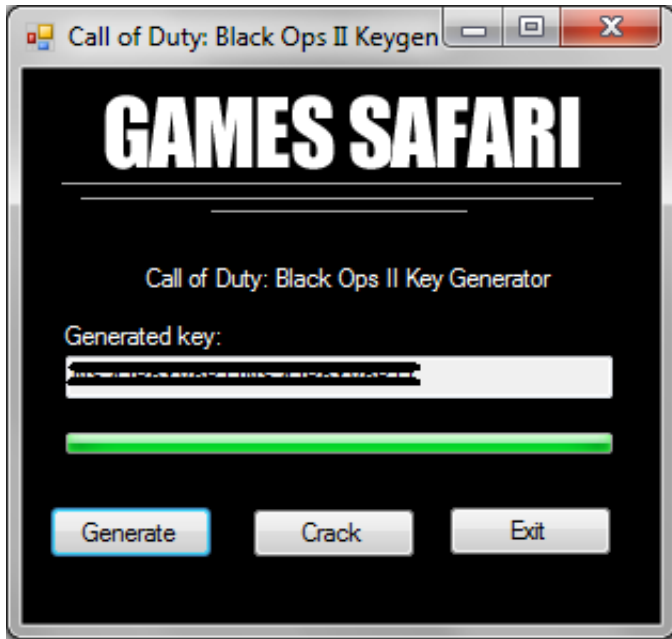 Call of Duty: Black Ops II Keygen
GAMES SAFARI
Call of Duty: Black Ops II Key Generator
Generated key:
Generate Crack Exit